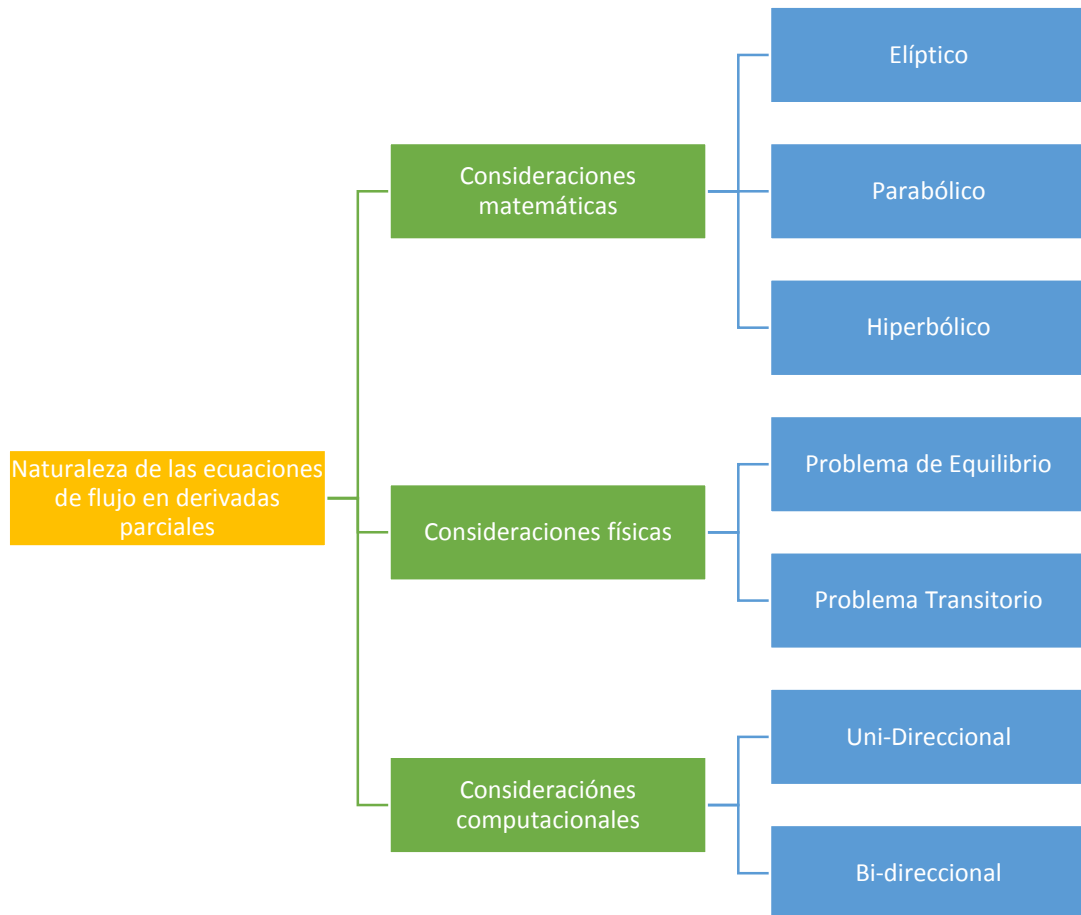 Elíptico
Consideraciones
matemáticas
Parabólico
Hiperbólico
Naturaleza de las ecuaciones
de flujo en derivadas
parciales
Problema de Equilibrio
Consideraciones físicas
Problema Transitorio
Uni-Direccional
Consideraciónes
computacionales
Bi-direccional